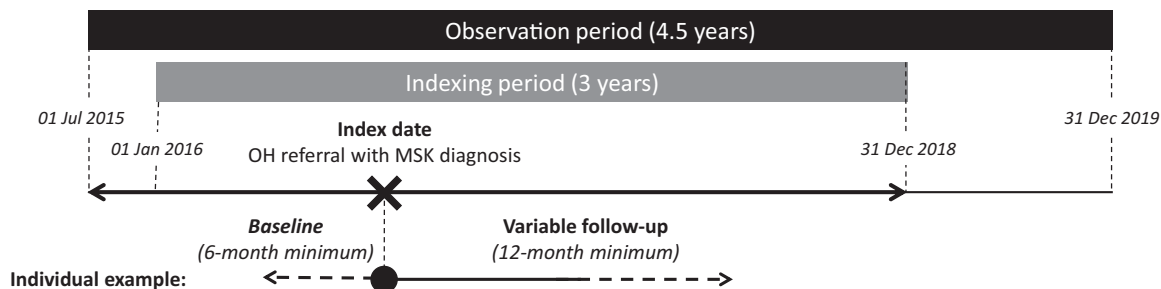 Observation period (4.5 years)
Indexing period (3 years)
01 Jul 2015
31 Dec 2019
01 Jan 2016
Index date
OH referral with MSK diagnosis
31 Dec 2018
Baseline
(6-month minimum)
Variable follow-up
(12-month minimum)
Individual example: